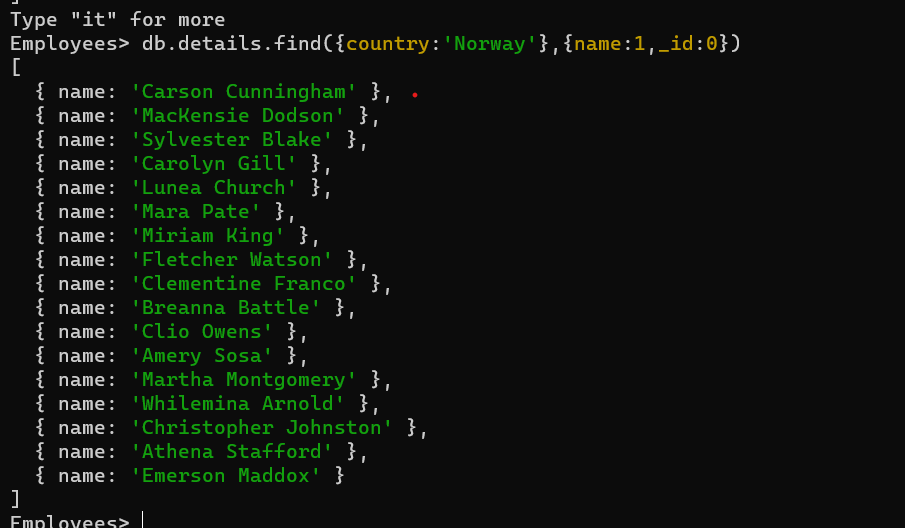 ]
Type "it" for more
Employees> db.details.find({country:'Norway'},{name:1,_id:0})
[
  { name: 'Carson Cunningham' },
  { name: 'MacKensie Dodson' },
  { name: 'Sylvester Blake' },
  { name: 'Carolyn Gill' },
  { name: 'Lunea Church' },
  { name: 'Mara Pate' },
  { name: 'Miriam King' },
  { name: 'Fletcher Watson' },
  { name: 'Clementine Franco' },
  { name: 'Breanna Battle' },
  { name: 'Clio Owens' },
  { name: 'Amery Sosa' },
  { name: 'Martha Montgomery' },
  { name: 'Whilemina Arnold' },
  { name: 'Christopher Johnston' },
  { name: 'Athena Stafford' },
  { name: 'Emerson Maddox' }
]
Employees>